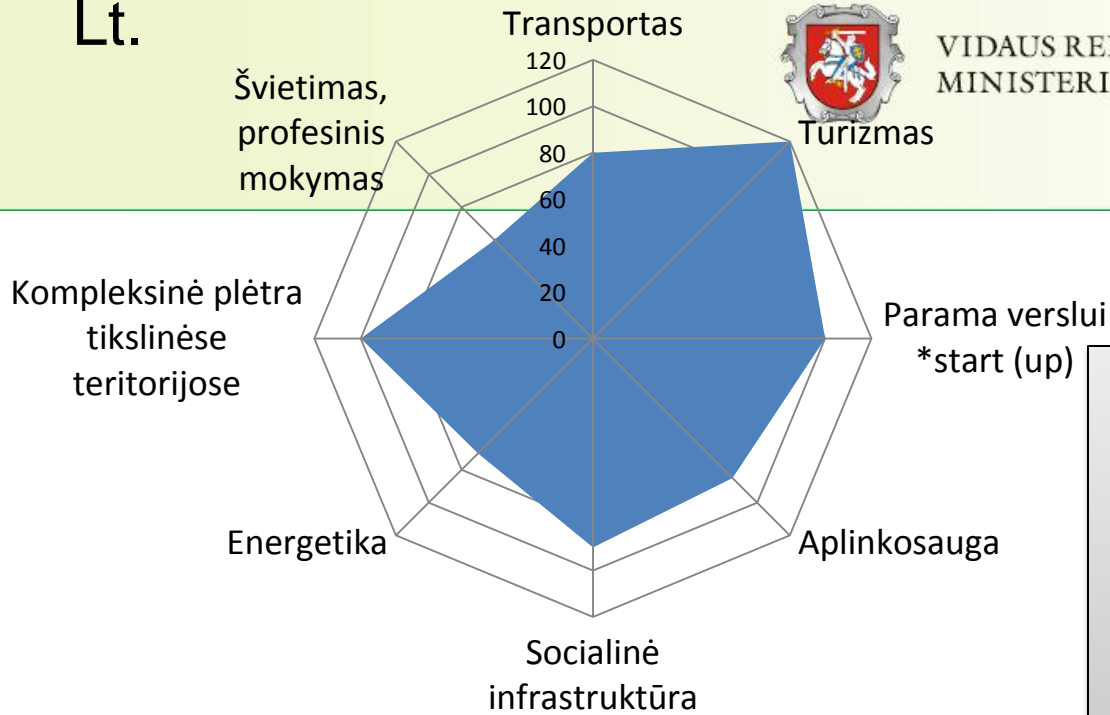 Lt.
VIDAUS RE
MINISTERI
Transportas
120
100
80
60
40
20
0
Turizmas
Parama verslui
*start (up)
Aplinkosauga
Socialinė
infrastruktūra
Energetika
Kompleksinė plėtra
tikslinėse
teritorijose
Švietimas,
profesinis
mokymas